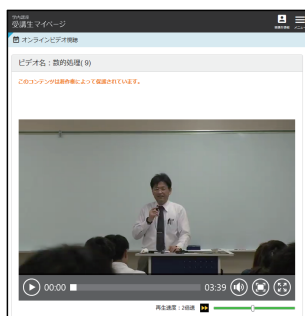 受講生マイページ
オンラインビデオ視聴
ビデオ名：数的処理( 9)
このコンテンツは著作権によって保護されています。
00:00
03:39
再生速度：2倍速